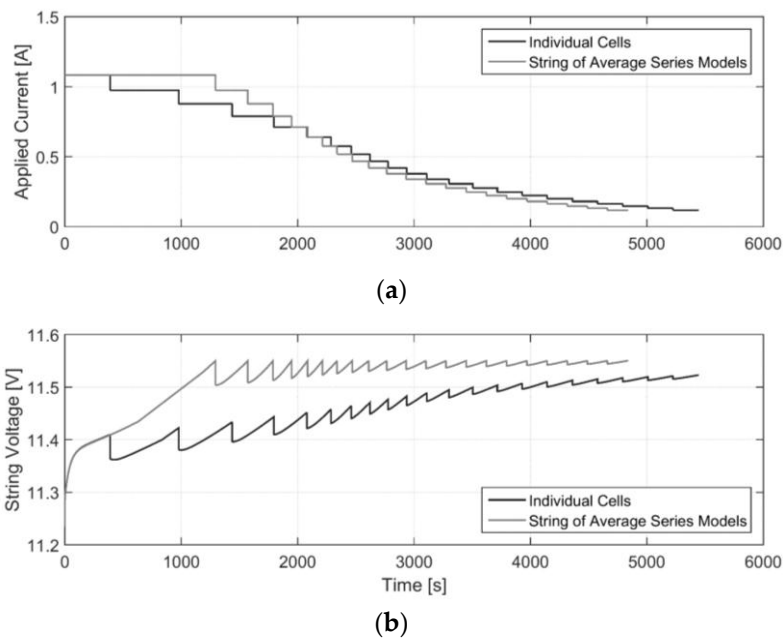 1.5
1
0.5
0
Applied Current [A]
Individual Cells
String of Average Series Models
0 1000 2000 3000 4000 5000 6000
(a)
11.6
11.5
11.4
11.3
11.2
String Voltage [V]
Individual Cells
String of Average Series Models
0 1000 2000 3000 4000 5000 6000
Time [s]
(b)